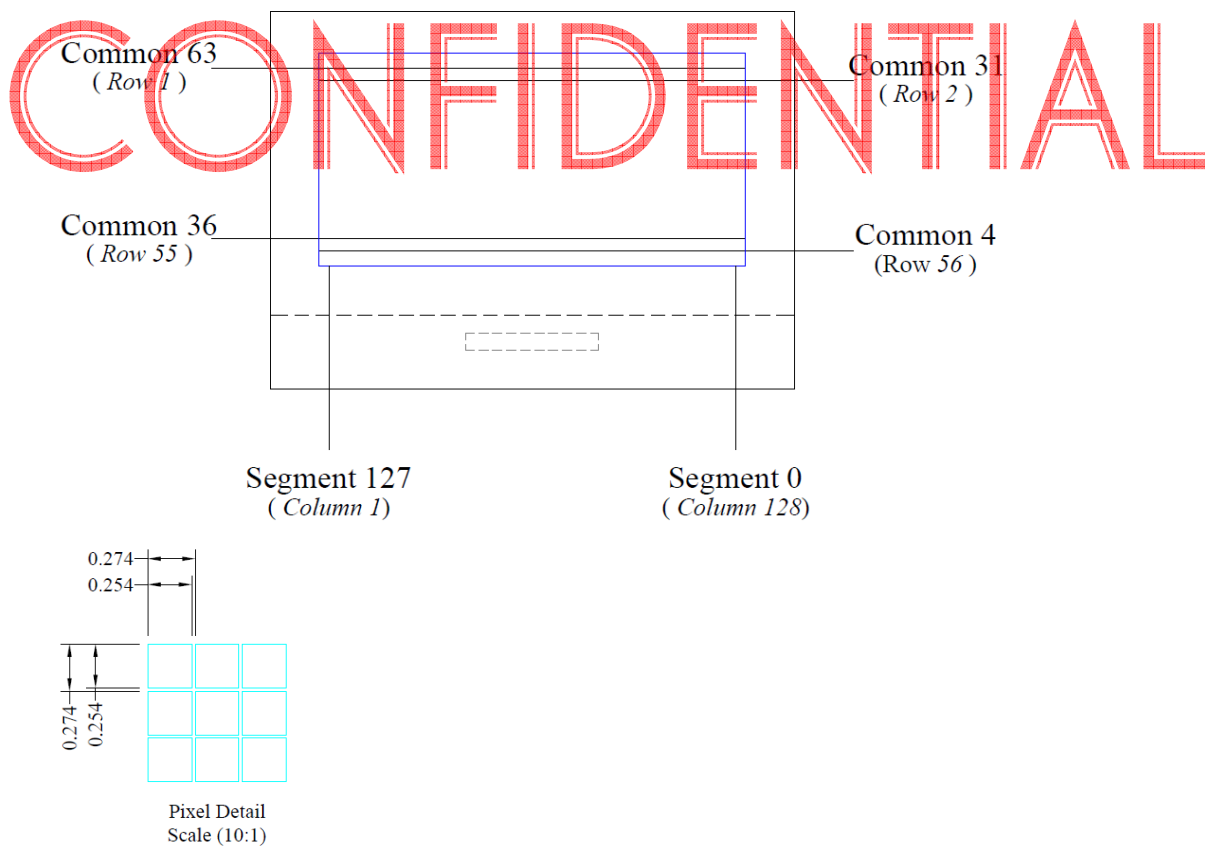 CONFIDENTIAL
Common 63
( Row 1 )
Common 31
( Row 2 )
Common 36
( Row 55 )
Common 4
(Row 56 )
Segment 127
( Column 1)
Segment 0
( Column 128)
0.274
0.254
0.274
0.254
Pixel Detail
Scale (10:1)